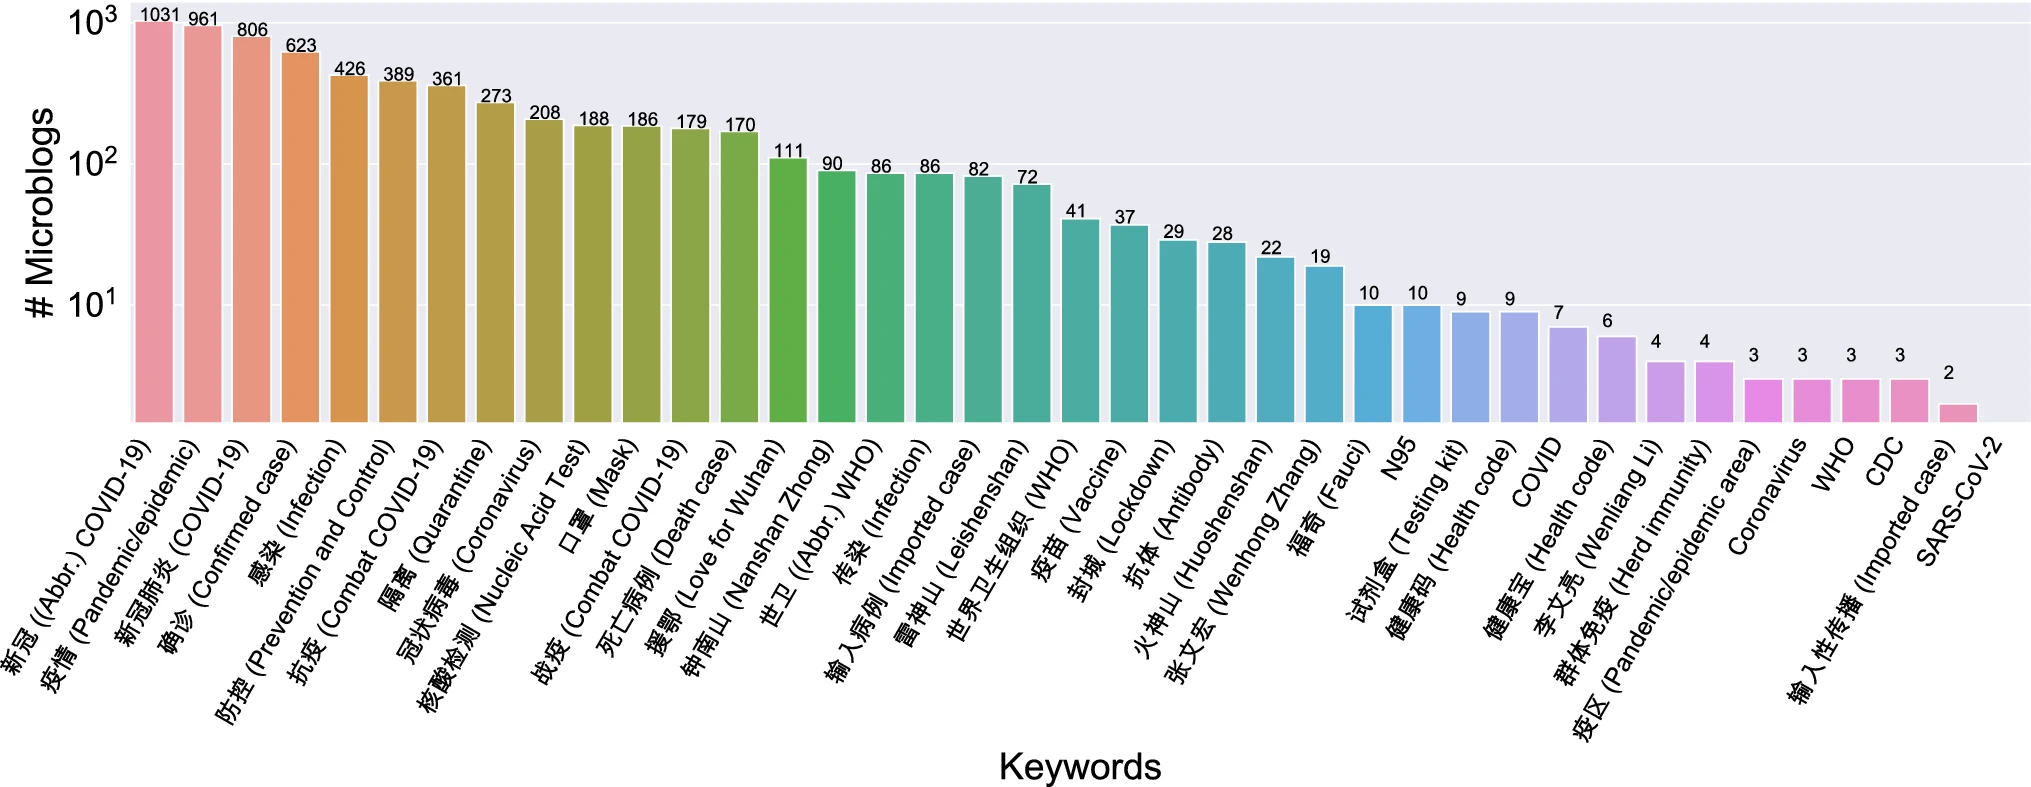 # Microblogs
10³
10²
10¹
1031
961
806
623
426
389
361
273
208
188
186
179
170
111
90
86
86
82
72
41
37
29
28
22
19
10
10
9
9
7
6
4
4
3
3
3
3
2
新冠 ((Abbr.) COVID-19)
疫情 (Pandemic/epidemic)
新冠肺炎 (COVID-19)
确诊 (Confirmed case)
感染 (Infection)
防控 (Prevention and Control)
抗疫 (Combat COVID-19)
隔离 (Quarantine)
冠状病毒 (Coronavirus)
核酸检测 (Nucleic Acid Test)
口罩 (Mask)
战疫 (Combat COVID-19)
死亡病例 (Death case)
援鄂 (Love for Wuhan)
钟南山 (Nanshan Zhong)
世卫 ((Abbr.) WHO)
传染 (Infection)
输入病例 (Imported case)
雷神山 (Leishenshan)
世界卫生组织 (WHO)
疫苗 (Vaccine)
封城 (Lockdown)
抗体 (Antibody)
火神山 (Huoshenshan)
张文宏 (Wenhong Zhang)
福奇 (Fauci)
N95
试剂盒 (Testing kit)
健康码 (Health code)
COVID
健康宝 (Health code)
李文亮 (Wenliang Li)
群体免疫 (Herd immunity)
疫区 (Pandemic/epidemic area)
Coronavirus
WHO
CDC
输入性传播 (Imported case)
SARS-CoV-2
Keywords